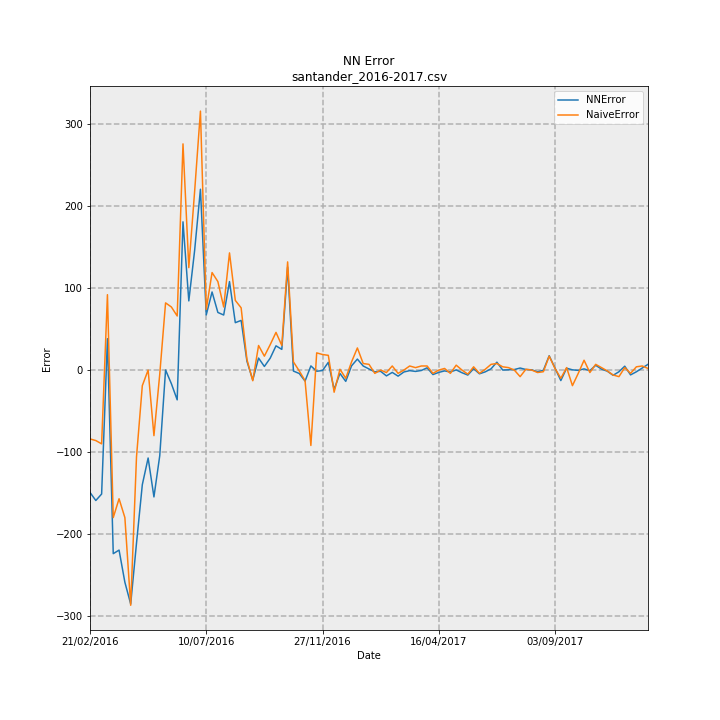 NN Error
santander_2016-2017.csv
NNError
NaiveError
300
200
100
0
−100
−200
−300
Error
21/02/2016 10/07/2016 27/11/2016 16/04/2017 03/09/2017
Date